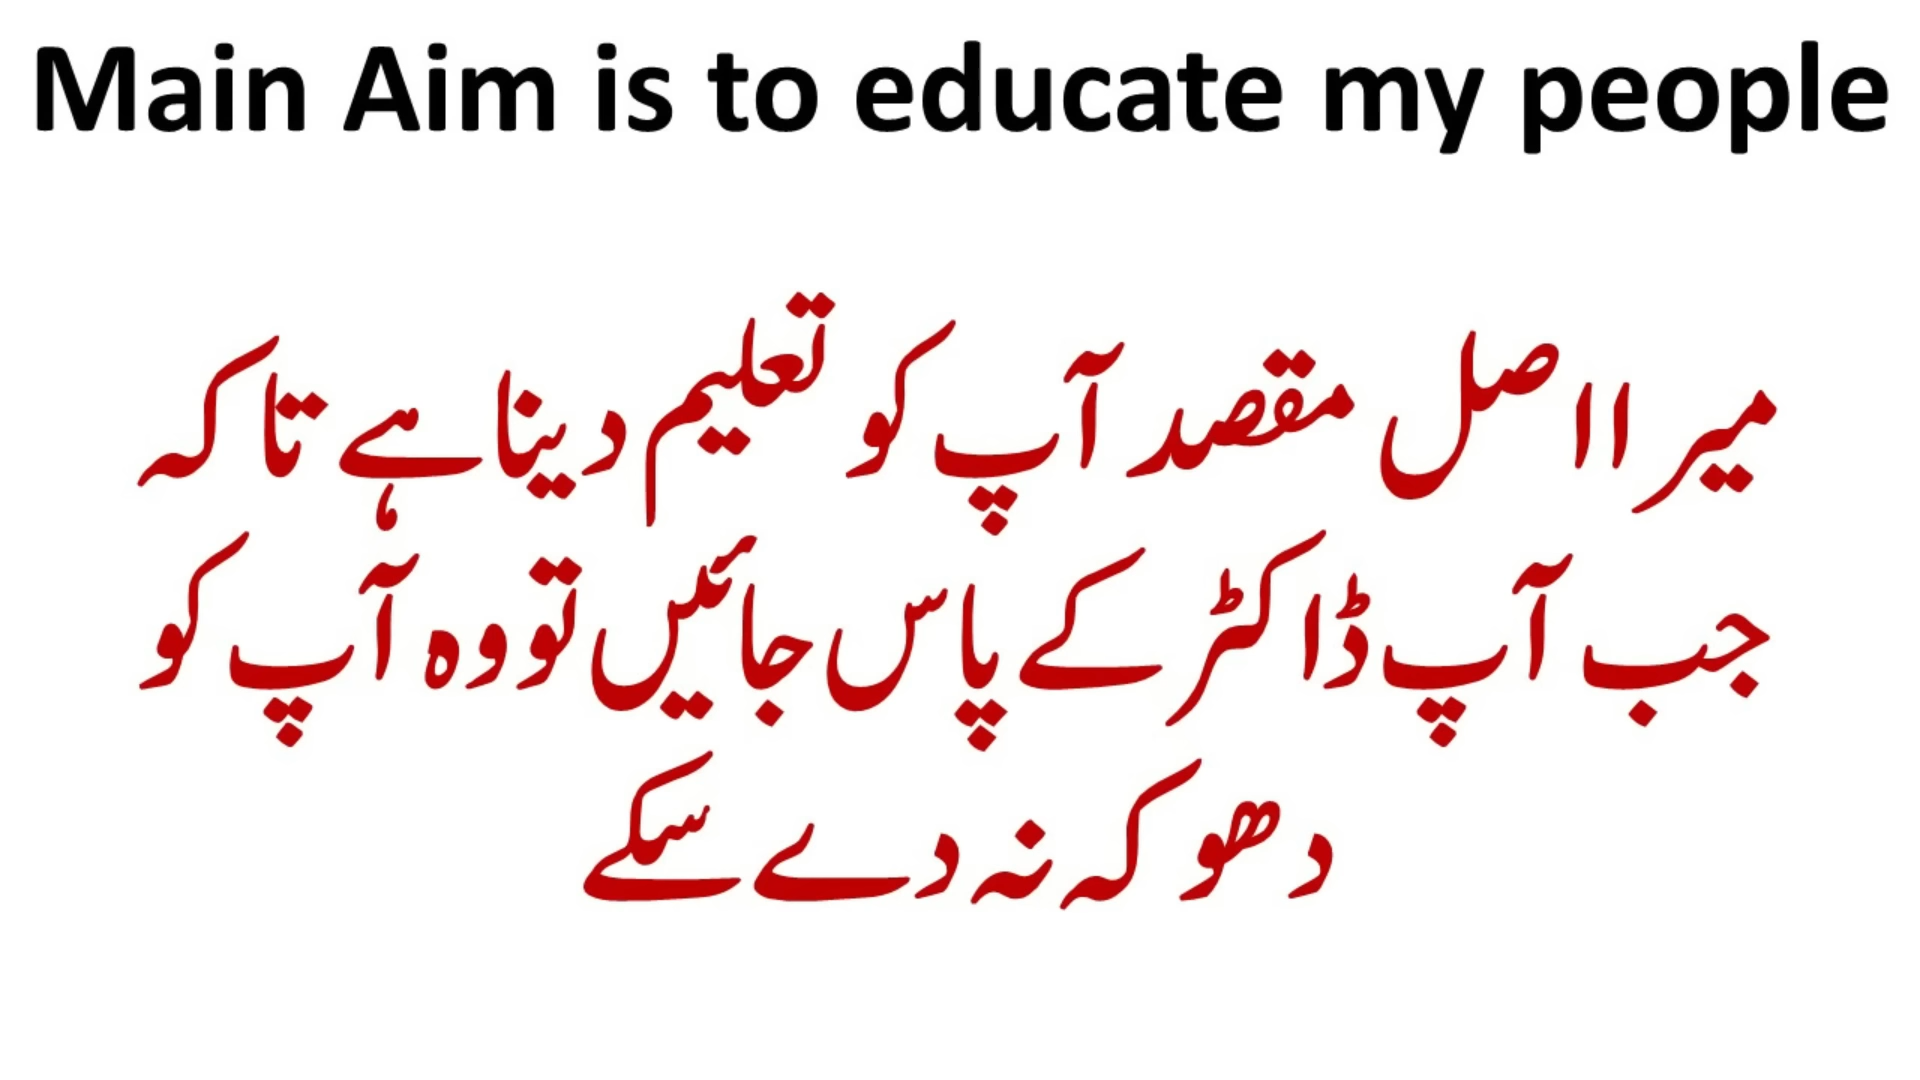 Main Aim is to educate my people
میرا اصل مقصد آپ کو تعلیم دینا ہے تاکہ
جب آپ ڈاکٹر کے پاس جائیں تو وہ آپ کو
دھوکہ نہ دے سکے